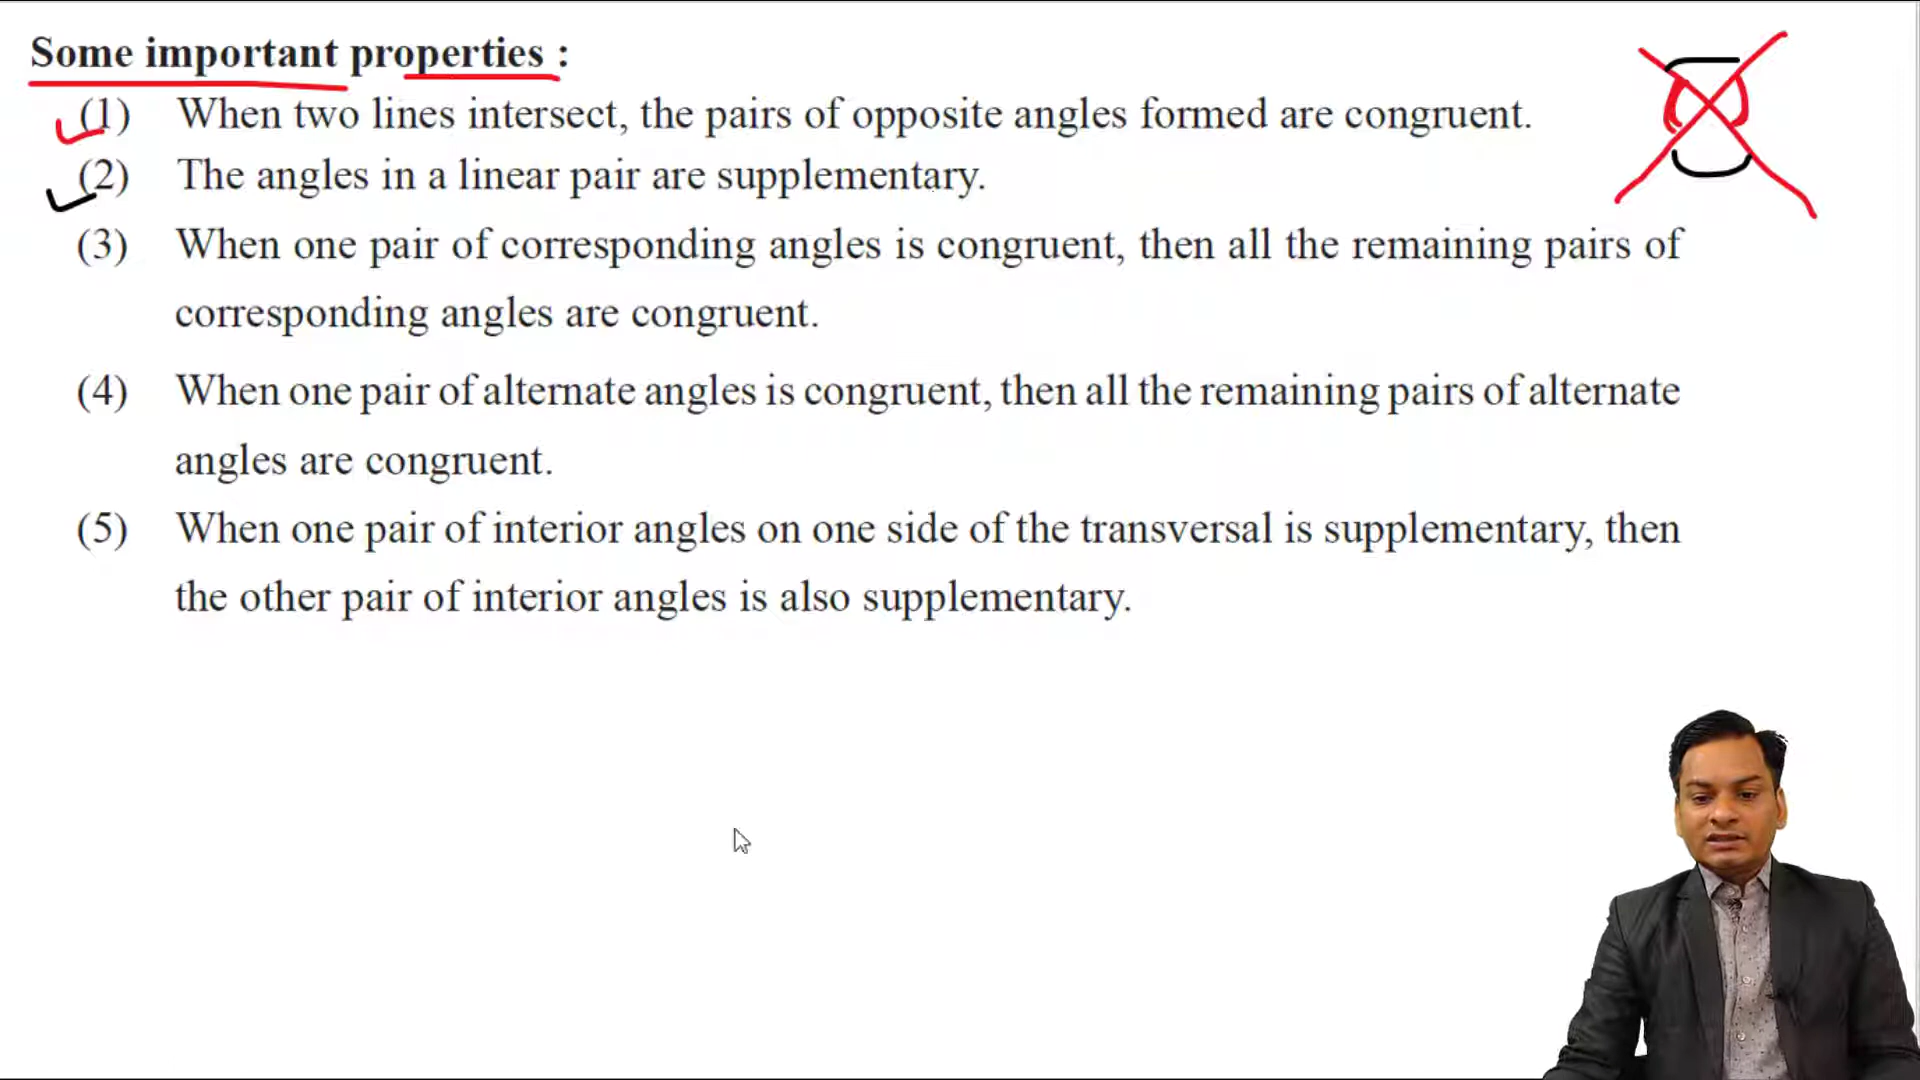 Some important properties :
(1) When two lines intersect, the pairs of opposite angles formed are congruent.
(2) The angles in a linear pair are supplementary.
(3) When one pair of corresponding angles is congruent, then all the remaining pairs of
corresponding angles are congruent.
(4) When one pair of alternate angles is congruent, then all the remaining pairs of alternate
angles are congruent.
(5) When one pair of interior angles on one side of the transversal is supplementary, then
the other pair of interior angles is also supplementary.